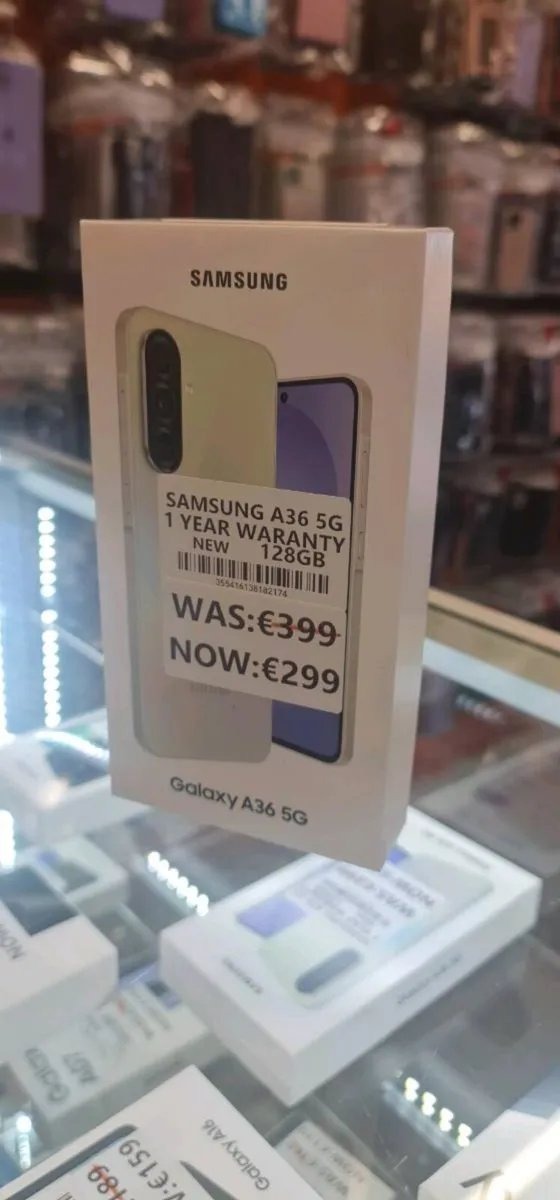 SAMSUNG
SAMSUNG A36 5G
1 YEAR WARANTY
NEW 128GB
355416138182174
WAS:€399
NOW:€299
Galaxy A36 5G
Galaxy A16
€159